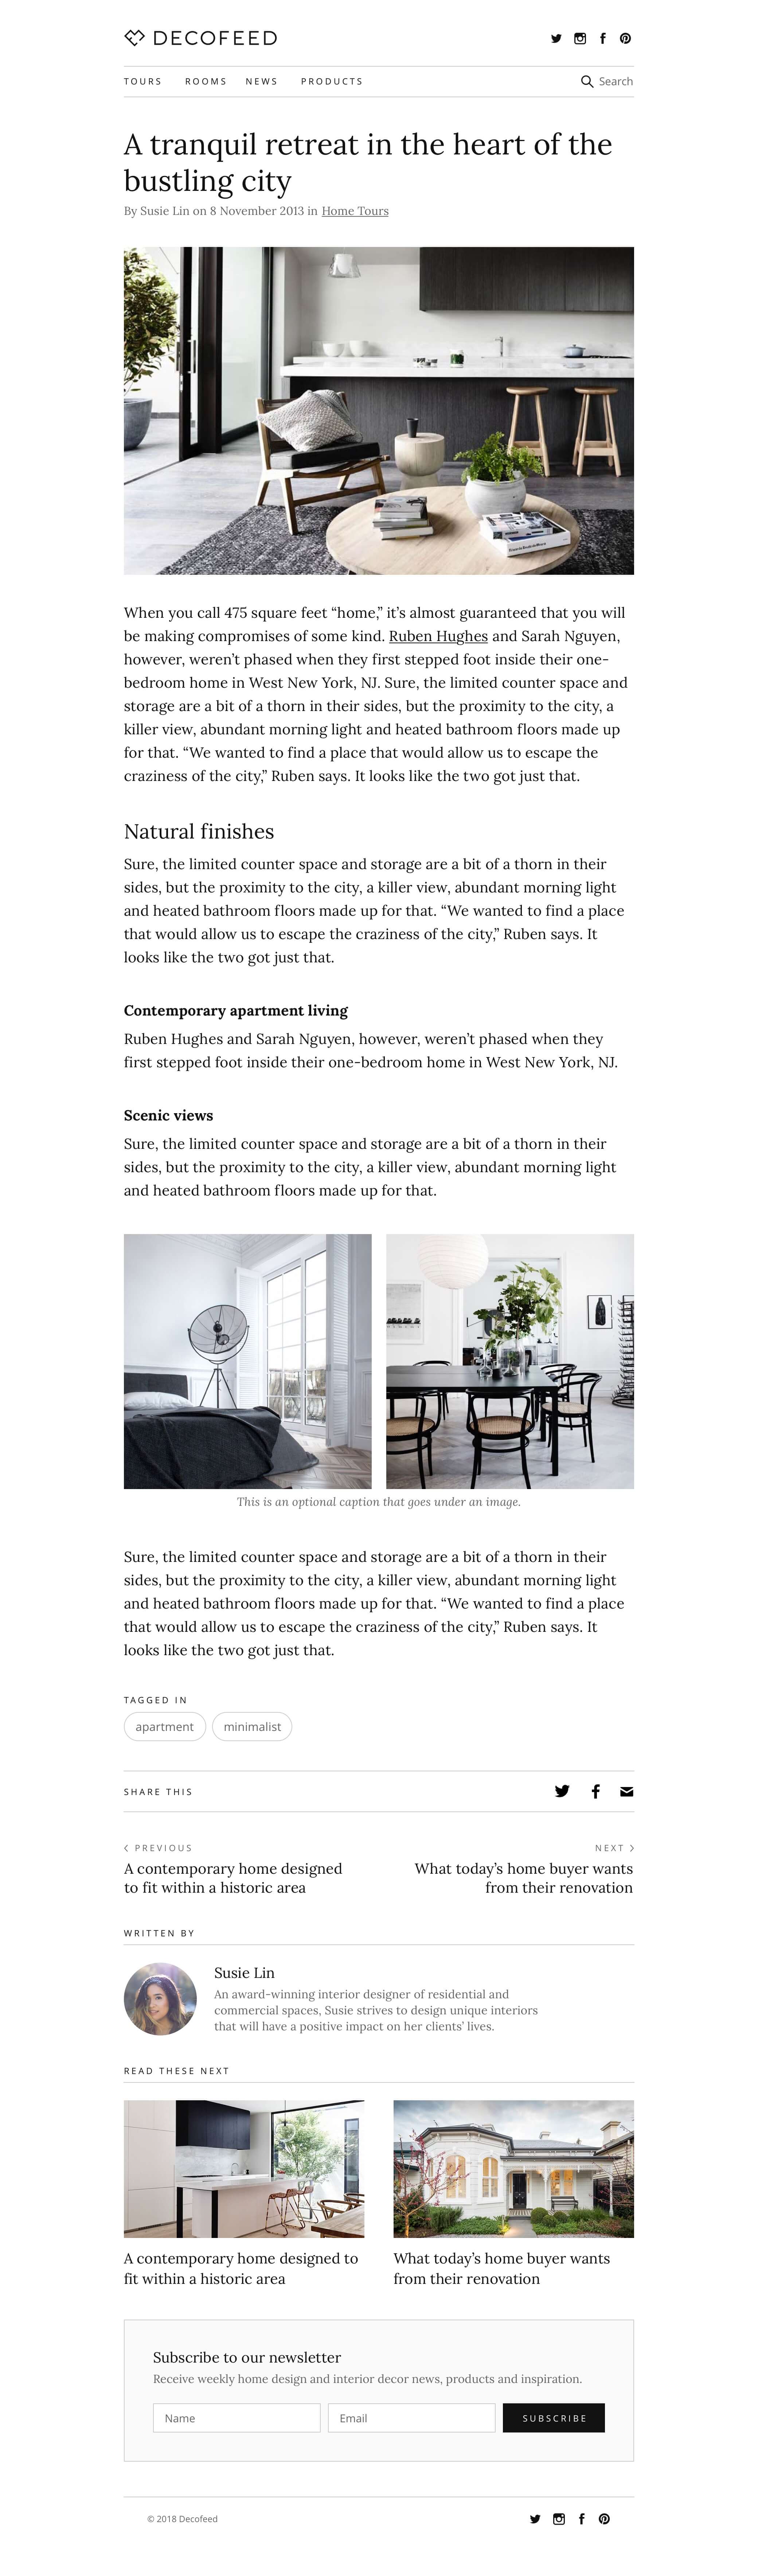 DECOFEED
TOURS ROOMS NEWS PRODUCTS Search
A tranquil retreat in the heart of the
bustling city
By Susie Lin on 8 November 2013 in Home Tours
When you call 475 square feet “home,” it’s almost guaranteed that you will
be making compromises of some kind. Ruben Hughes and Sarah Nguyen,
however, weren’t phased when they first stepped foot inside their one-
bedroom home in West New York, NJ. Sure, the limited counter space and
storage are a bit of a thorn in their sides, but the proximity to the city, a
killer view, abundant morning light and heated bathroom floors made up
for that. “We wanted to find a place that would allow us to escape the
craziness of the city,” Ruben says. It looks like the two got just that.
Natural finishes
Sure, the limited counter space and storage are a bit of a thorn in their
sides, but the proximity to the city, a killer view, abundant morning light
and heated bathroom floors made up for that. “We wanted to find a place
that would allow us to escape the craziness of the city,” Ruben says. It
looks like the two got just that.
Contemporary apartment living
Ruben Hughes and Sarah Nguyen, however, weren’t phased when they
first stepped foot inside their one-bedroom home in West New York, NJ.
Scenic views
Sure, the limited counter space and storage are a bit of a thorn in their
sides, but the proximity to the city, a killer view, abundant morning light
and heated bathroom floors made up for that.
This is an optional caption that goes under an image.
Sure, the limited counter space and storage are a bit of a thorn in their
sides, but the proximity to the city, a killer view, abundant morning light
and heated bathroom floors made up for that. “We wanted to find a place
that would allow us to escape the craziness of the city,” Ruben says. It
looks like the two got just that.
TAGGED IN
apartment minimalist
SHARE THIS
PREVIOUS
A contemporary home designed
to fit within a historic area
NEXT
What today’s home buyer wants
from their renovation
WRITTEN BY
Susie Lin
An award-winning interior designer of residential and
commercial spaces, Susie strives to design unique interiors
that will have a positive impact on her clients’ lives.
READ THESE NEXT
A contemporary home designed to
fit within a historic area
What today’s home buyer wants
from their renovation
Subscribe to our newsletter
Receive weekly home design and interior decor news, products and inspiration.
Name Email SUBSCRIBE
© 2018 Decofeed